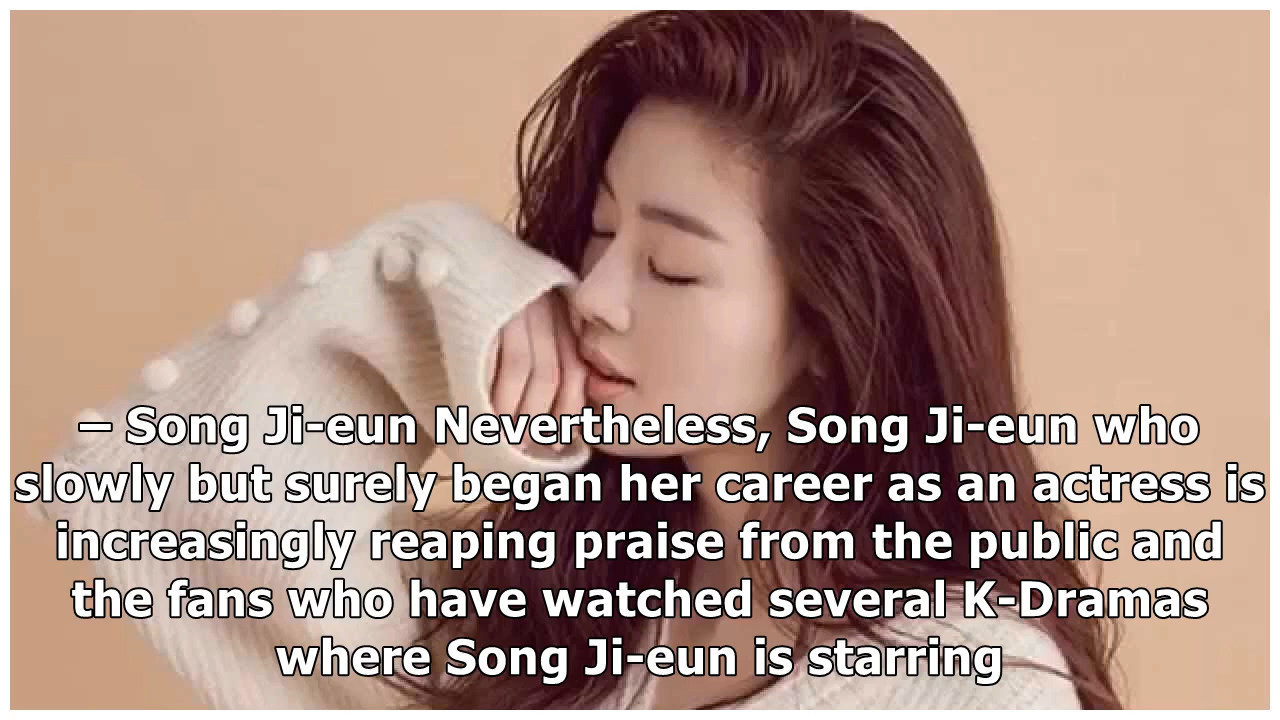 – Song Ji-eun Nevertheless, Song Ji-eun who
slowly but surely began her career as an actress is
increasingly reaping praise from the public and
the fans who have watched several K-Dramas
where Song Ji-eun is starring